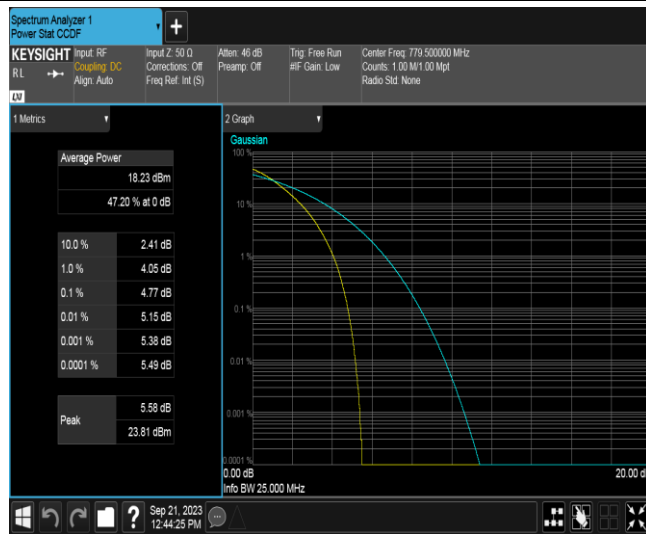 Spectrum Analyzer 1
Power Stat CCDF
KEYSIGHT
RL
LXI
Input: RF
Coupling: DC
Align: Auto
Input Z: 50 Ω
Corrections: Off
Freq Ref: Int (S)
Atten: 46 dB
Preamp: Off
Trig: Free Run
#IF Gain: Low
Center Freq: 779.500000 MHz
Counts: 1.00 M/1.00 Mpt
Radio Std: None
1 Metrics
Average Power
18.23 dBm
47.20 % at 0 dB
10.0 % 2.41 dB
1.0 % 4.05 dB
0.1 % 4.77 dB
0.01 % 5.15 dB
0.001 % 5.38 dB
0.0001 % 5.49 dB
Peak
5.58 dB
23.81 dBm
2 Graph
Gaussian
100 %
10 %
1 %
0.1 %
0.01 %
0.001 %
0.0001 %
0.00 dB
20.00 d
Info BW 25.000 MHz
?
Sep 21, 2023
12:44:25 PM